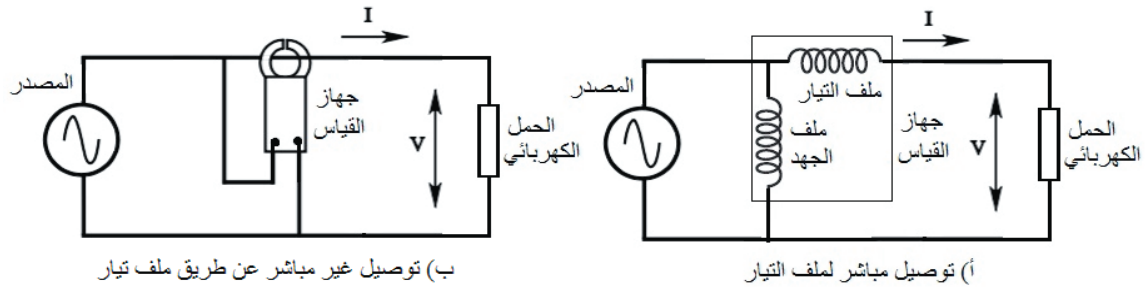 I
المصدر
ملف التيار
ملف
الجهد
جهاز
القياس
V
الحمل
الكهربائي
أ) توصيل مباشر لملف التيار
I
المصدر
جهاز
القياس
V
الحمل
الكهربائي
ب) توصيل غير مباشر عن طريق ملف تيار